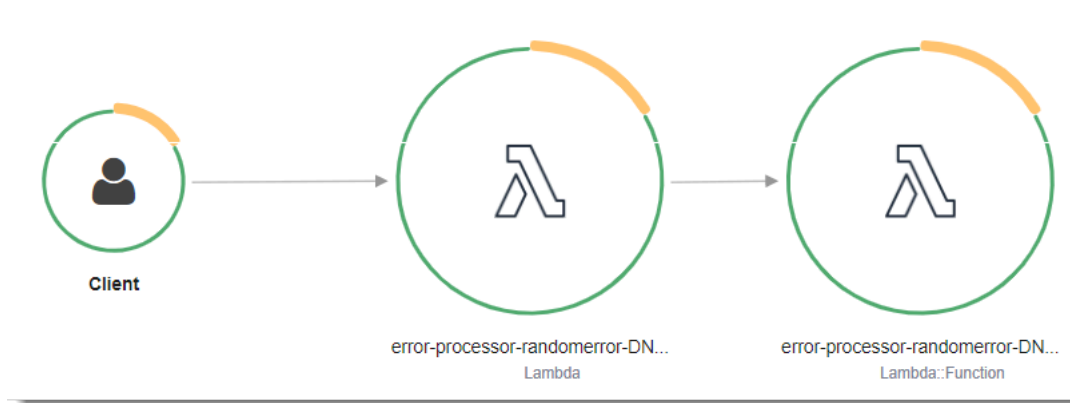 Client
error-processor-randomerror-DN...
Lambda
error-processor-randomerror-DN...
Lambda::Function